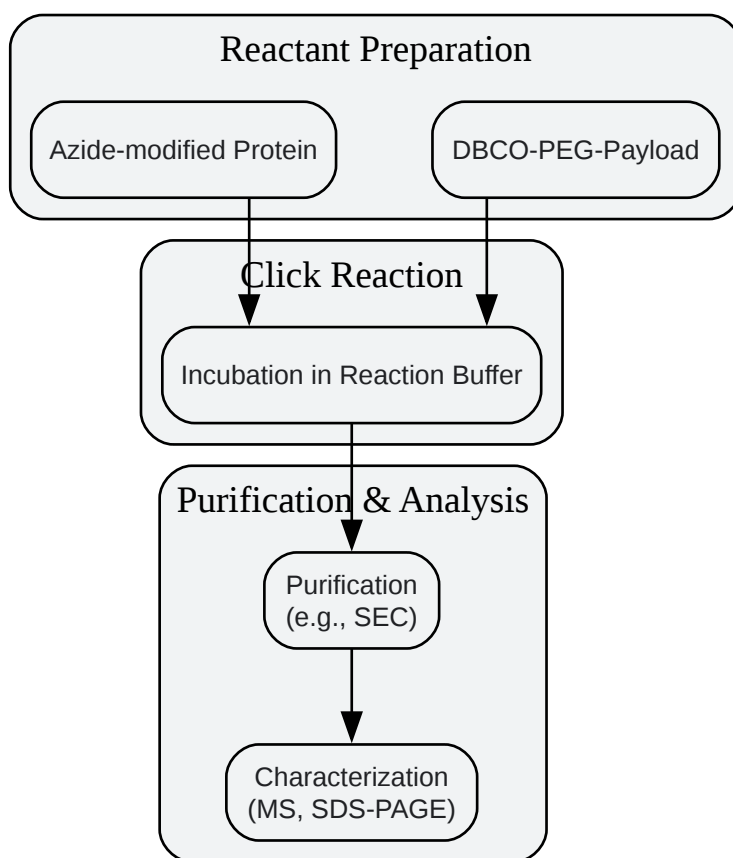 Reactant Preparation
Azide-modified Protein
DBCO-PEG-Payload
Click Reaction
Incubation in Reaction Buffer
Purification & Analysis
Purification
(e.g., SEC)
Characterization
(MS, SDS-PAGE)